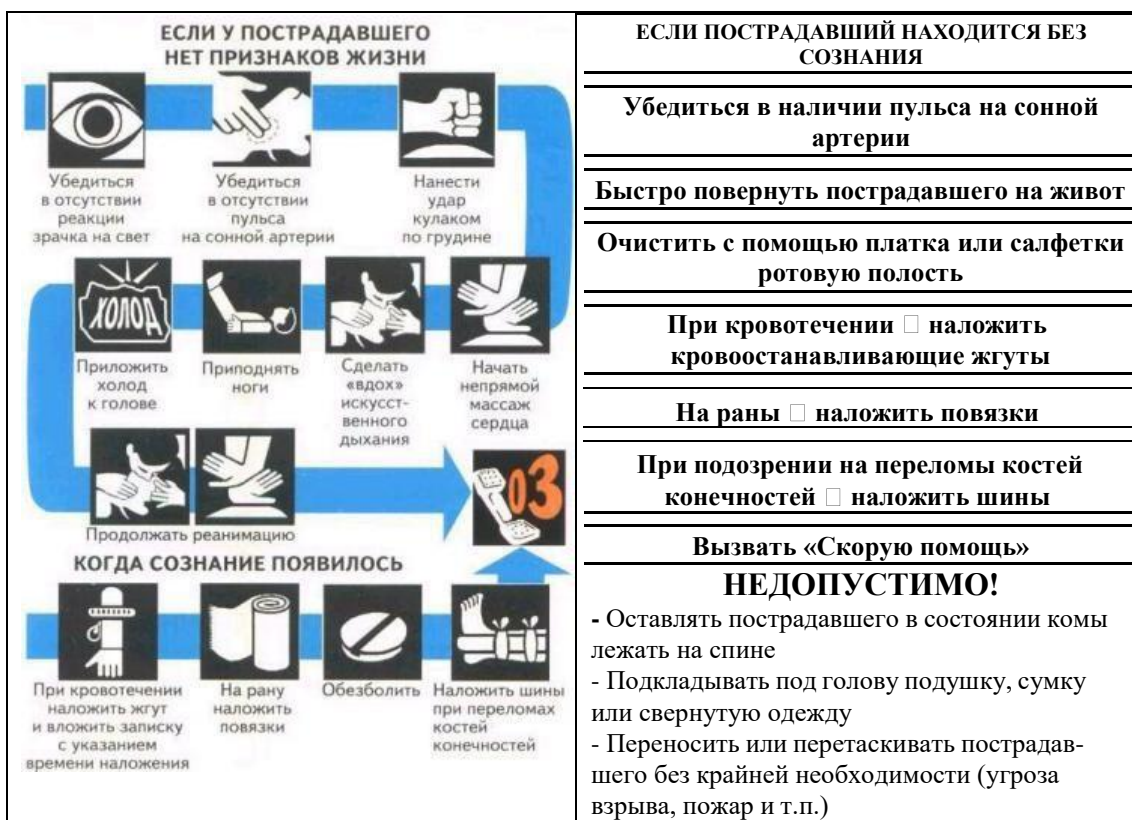 ЕСЛИ У ПОСТРАДАВШЕГО
НЕТ ПРИЗНАКОВ ЖИЗНИ
Убедиться
в отсутствии
реакции
зрачка на свет
Убедиться
в отсутствии
пульса
на сонной артерии
Нанести
удар
кулаком
по грудине
ХОЛОД
Приложить
холод
к голове
Приподнять
ноги
Сделать
«вдох»
искусст-
венного
дыхания
Начать
непрямой
массаж
сердца
Продолжать реанимацию
03
КОГДА СОЗНАНИЕ ПОЯВИЛОСЬ
При кровотечении
наложить жгут
и вложить записку
с указанием
времени наложения
На рану
наложить
повязки
Обезболить
Наложить шины
при переломах
костей
конечностей
ЕСЛИ ПОСТРАДАВШИЙ НАХОДИТСЯ БЕЗ
СОЗНАНИЯ
Убедиться в наличии пульса на сонной
артерии
Быстро повернуть пострадавшего на живот
Очистить с помощью платка или салфетки
ротовую полость
При кровотечении □ наложить
кровоостанавливающие жгуты
На раны □ наложить повязки
При подозрении на переломы костей
конечностей □ наложить шины
Вызвать «Скорую помощь»
НЕДОПУСТИМО!
- Оставлять пострадавшего в состоянии комы
лежать на спине
- Подкладывать под голову подушку, сумку
или свернутую одежду
- Переносить или перетаскивать пострадав-
шего без крайней необходимости (угроза
взрыва, пожар и т.п.)